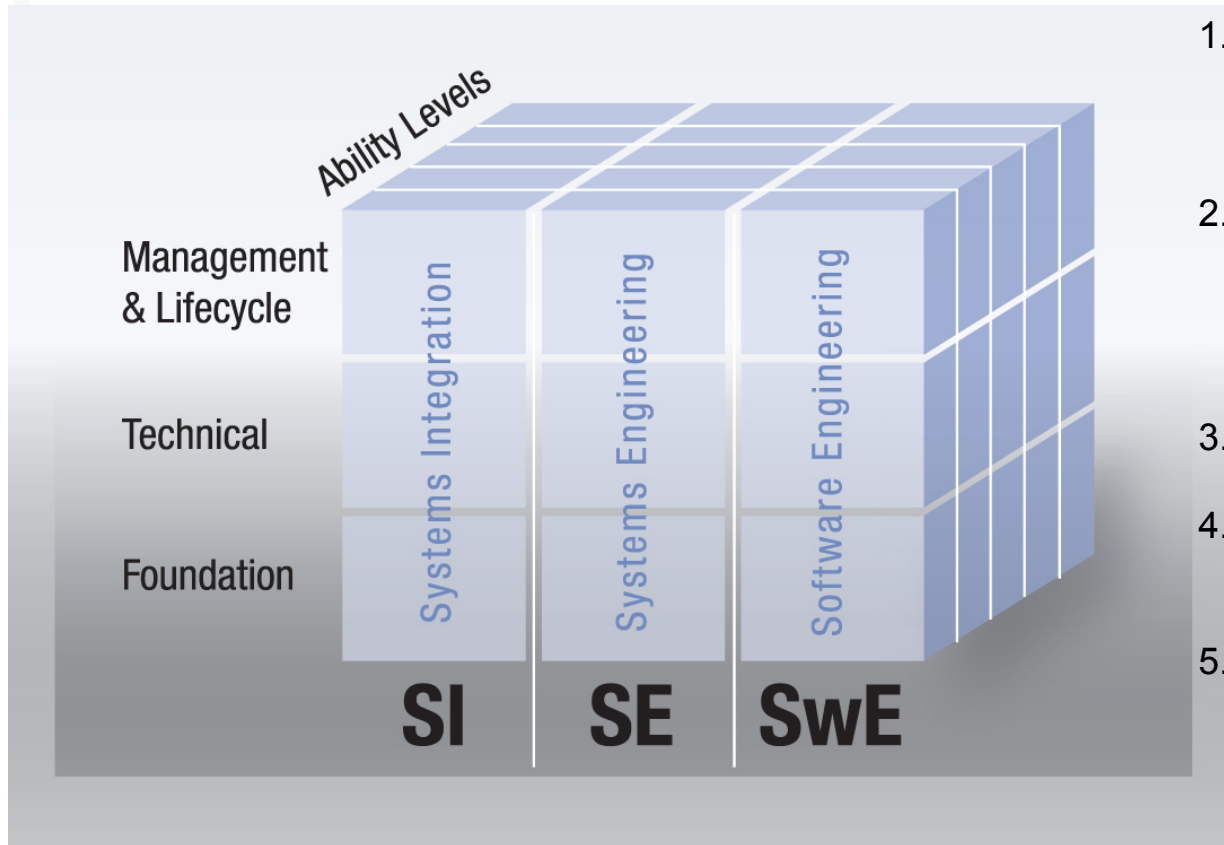 1.
Ability Levels
2.
Management
& Lifecycle
Systems Integration
Systems Engineering
Software Engineering
Technical
3.
4.
Foundation
5.
SI
SE
SwE